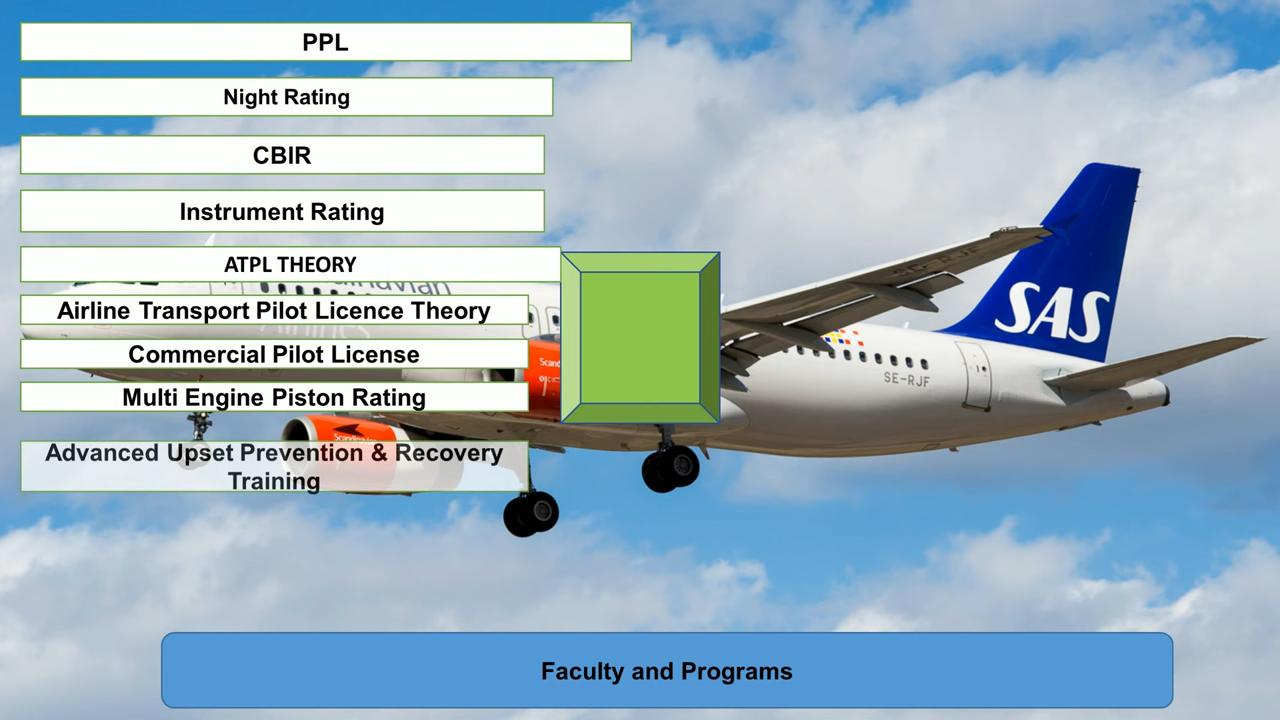 PPL
Night Rating
CBIR
Instrument Rating
ATPL THEORY
Airline Transport Pilot Licence Theory
Commercial Pilot License
Multi Engine Piston Rating
Advanced Upset Prevention & Recovery
Training
SAS
SE-RJF
Faculty and Programs